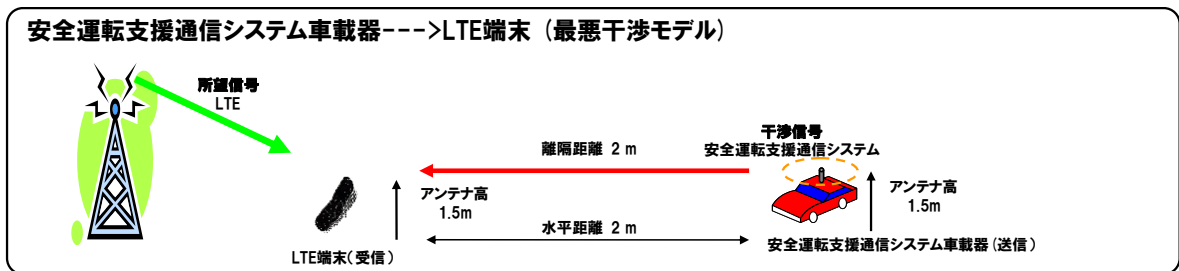 安全運転支援通信システム車載器--->LTE端末 (最悪干渉モデル)
所望信号
LTE
干渉信号
安全運転支援通信システム
離隔距離 2 m
アンテナ高
1.5m
アンテナ高
1.5m
水平距離 2 m
LTE端末(受信)
安全運転支援通信システム車載器(送信)